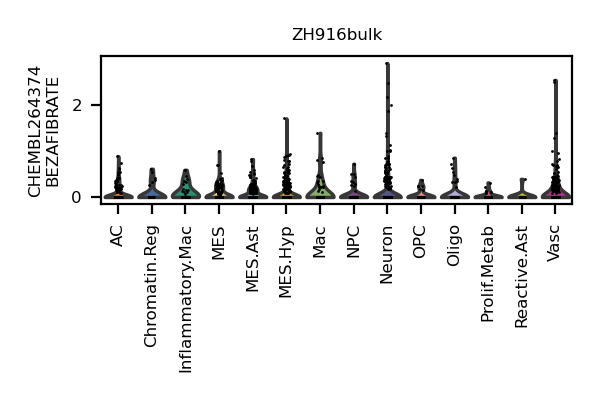 ZH916bulk
CHEMBL264374
BEZAFIBRATE
2
0
AC
Chromatin.Reg
Inflammatory.Mac
MES
MES.Ast
MES.Hyp
Mac
NPC
Neuron
OPC
Oligo
Prolif.Metab
Reactive.Ast
Vasc